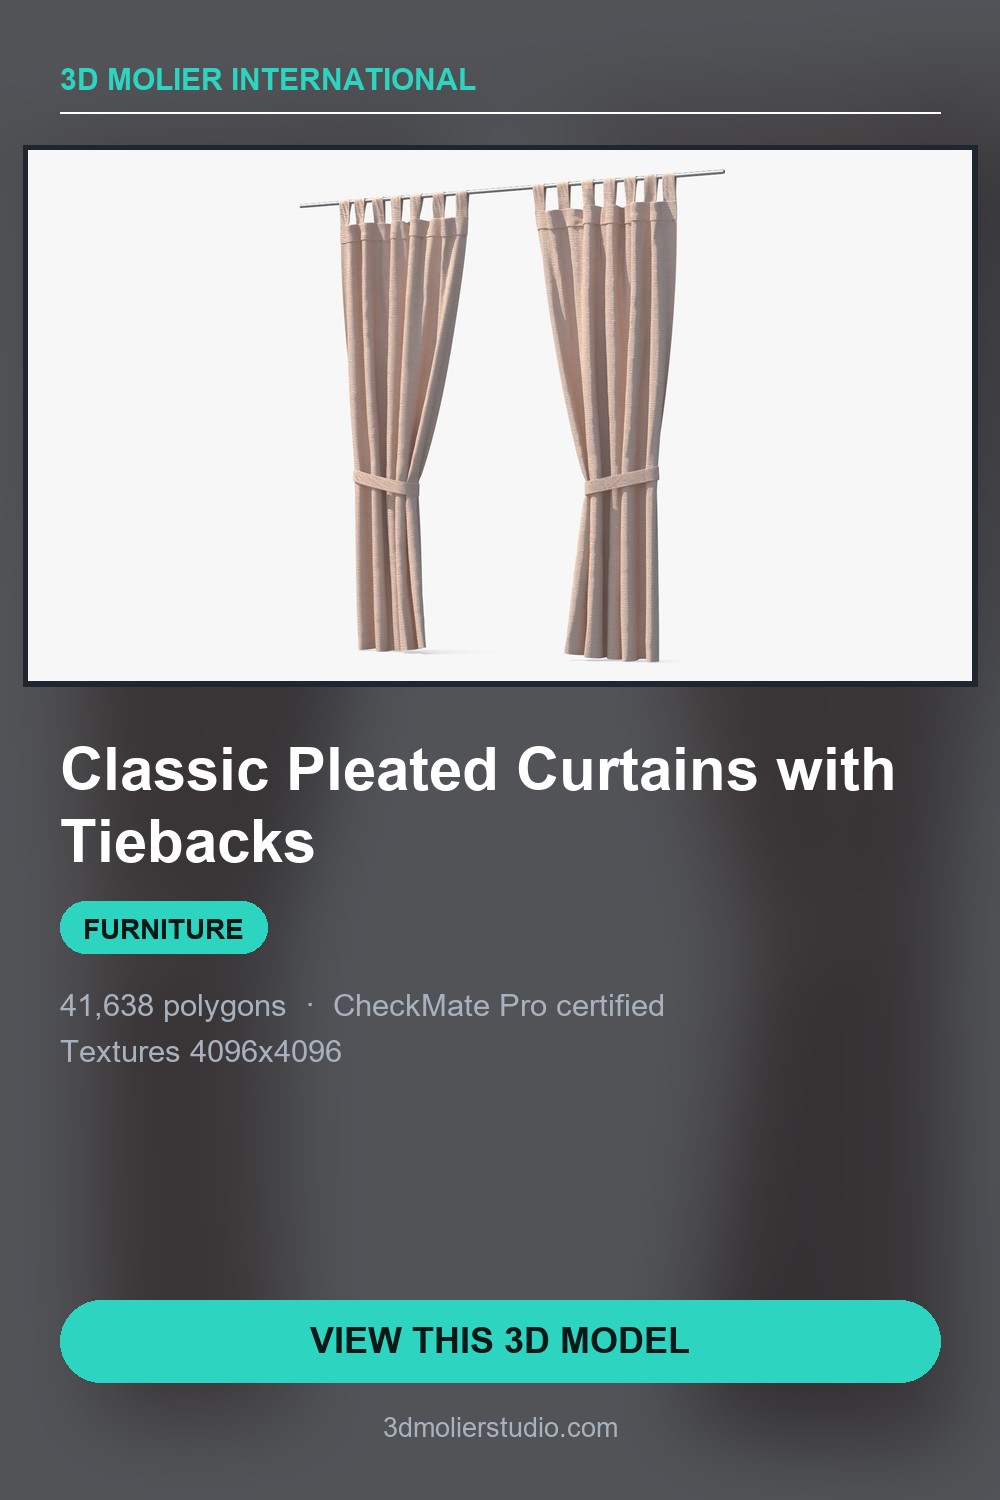 3D MOLIER INTERNATIONAL
Classic Pleated Curtains with
Tiebacks
FURNITURE
41,638 polygons · CheckMate Pro certified
Textures 4096x4096
VIEW THIS 3D MODEL
3dmolierstudio.com